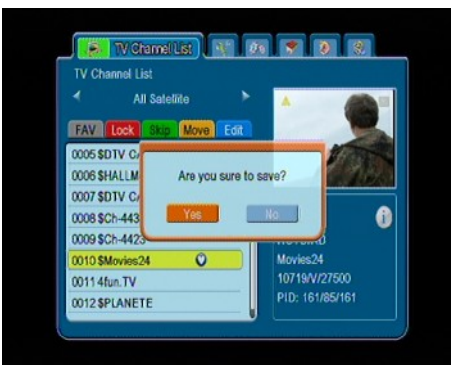 TV Channel List
TV Channel List
All Satellite
FAV Lock Skip Move Edit
0005 $DTV
0006 $HALLM
0007 $DTV
0008 $Ch-443
0009 $Ch-4423
0010 $Movies24
0011 4fun.TV
0012 $PLANETE
Are you sure to save?
Yes No
Movies24
10719/V/27500
PID: 161/85/161